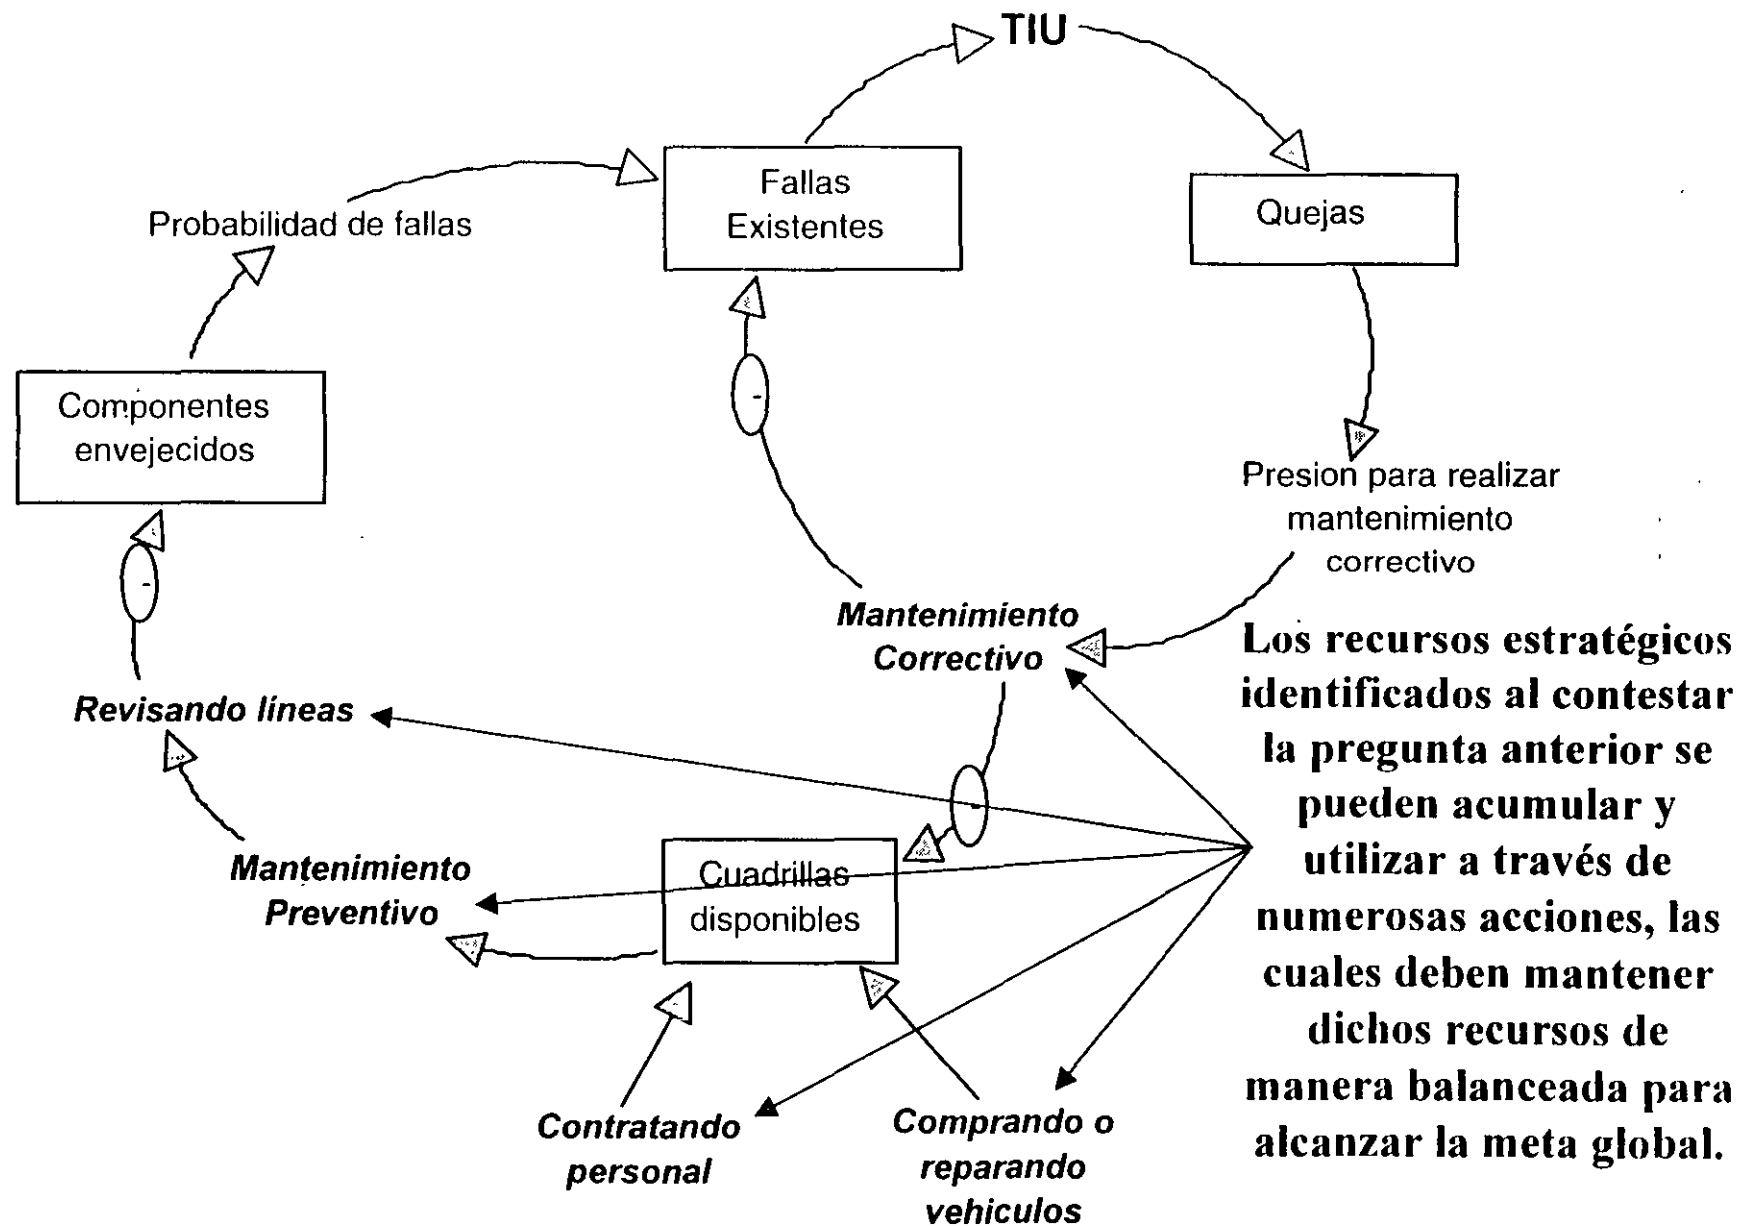 TIU
Fallas
Existentes
Quejas
Probabilidad de fallas
Componentes
envejecidos
Presion para realizar
mantenimiento
correctivo
Mantenimiento
Correctivo
Revisando líneas
Mantenimiento
Preventivo
Cuadrillas
disponibles
Contratando
personal
Comprando o
reparando
vehiculos
Los recursos estratégicos
identificados al contestar
la pregunta anterior se
pueden acumular y
utilizar a través de
numerosas acciones, las
cuales deben mantener
dichos recursos de
manera balanceada para
alcanzar la meta global.
-
-
-